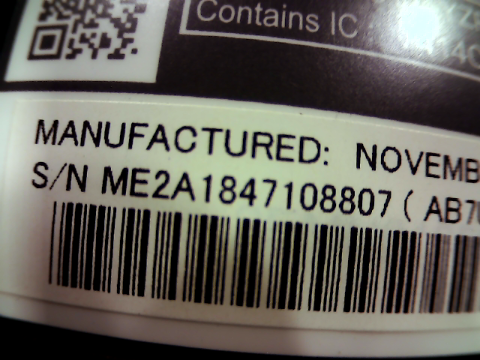 Contains IC
MANUFACTURED: NOVEMB
S/N ME2A1847108807 ( AB7